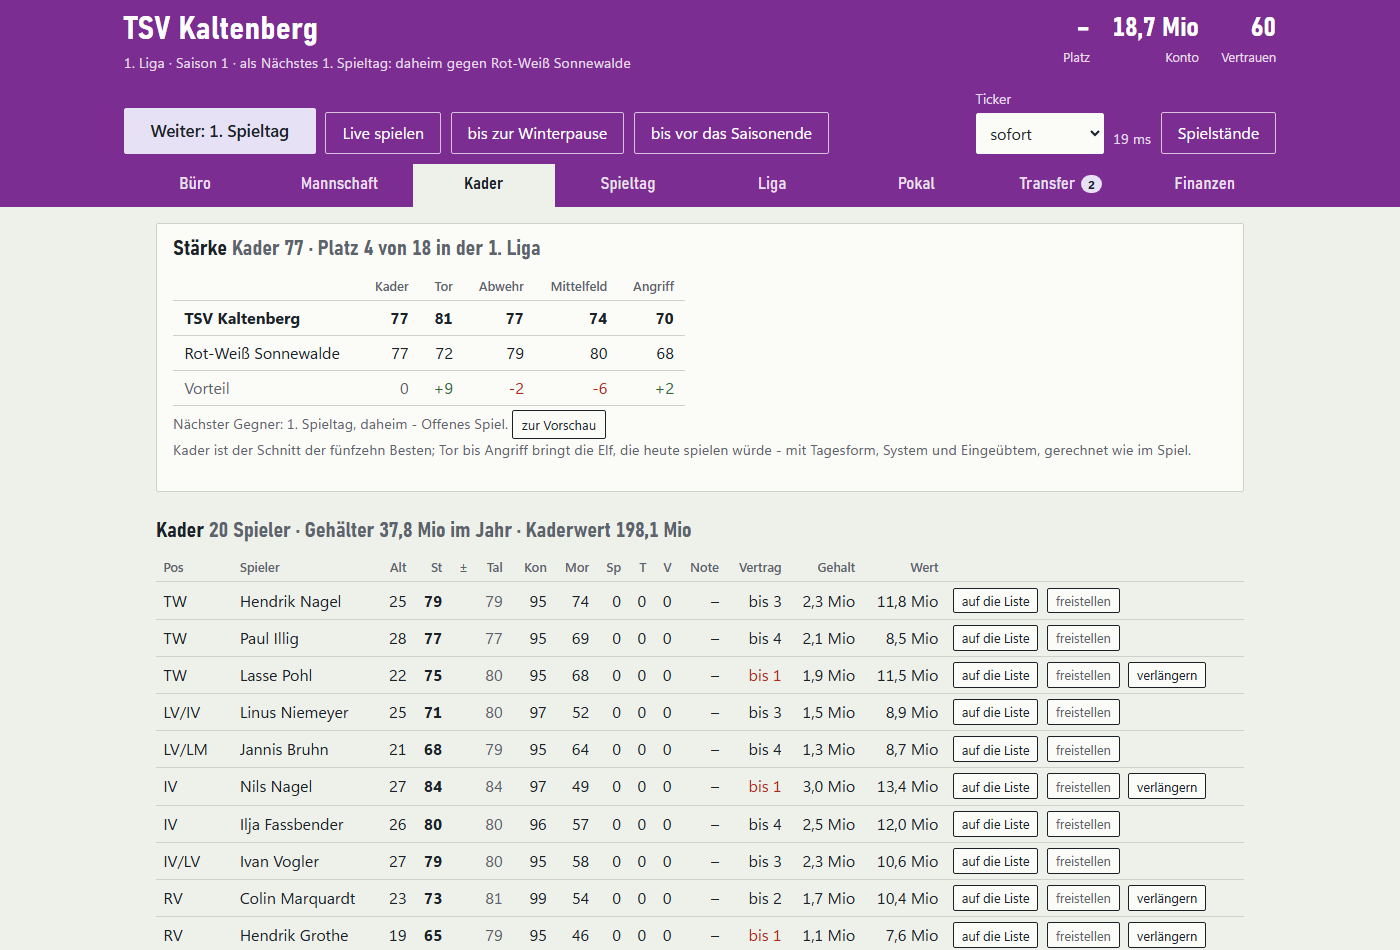 TSV Kaltenberg
1. Liga · Saison 1 · als Nächstes 1. Spieltag: daheim gegen Rot-Weiß Sonnewalde
– 18,7 Mio 60
Platz Konto Vertrauen
Ticker
Weiter: 1. Spieltag Live spielen bis zur Winterpause bis vor das Saisonende sofort 19 ms Spielstände
Büro Mannschaft Kader Spieltag Liga Pokal Transfer 2 Finanzen
Stärke Kader 77 · Platz 4 von 18 in der 1. Liga
Kader Tor Abwehr Mittelfeld Angriff
TSV Kaltenberg 77 81 77 74 70
Rot-Weiß Sonnewalde 77 72 79 80 68
Vorteil 0 +9 -2 -6 +2
Nächster Gegner: 1. Spieltag, daheim - Offenes Spiel. zur Vorschau
Kader ist der Schnitt der fünfzehn Besten; Tor bis Angriff bringt die Elf, die heute spielen würde - mit Tagesform, System und Eingeübtem, gerechnet wie im Spiel.
Kader 20 Spieler · Gehälter 37,8 Mio im Jahr · Kaderwert 198,1 Mio
Pos Spieler Alt St ± Tal Kon Mor Sp T V Note Vertrag Gehalt Wert
TW Hendrik Nagel 25 79 79 95 74 0 0 0 – bis 3 2,3 Mio 11,8 Mio auf die Liste freistellen
TW Paul Illig 28 77 77 95 69 0 0 0 – bis 4 2,1 Mio 8,5 Mio auf die Liste freistellen
TW Lasse Pohl 22 75 80 95 68 0 0 0 – bis 1 1,9 Mio 11,5 Mio auf die Liste freistellen verlängern
LV/IV Linus Niemeyer 25 71 80 97 52 0 0 0 – bis 3 1,5 Mio 8,9 Mio auf die Liste freistellen
LV/LM Jannis Bruhn 21 68 79 95 64 0 0 0 – bis 4 1,3 Mio 8,7 Mio auf die Liste freistellen
IV Nils Nagel 27 84 84 97 49 0 0 0 – bis 1 3,0 Mio 13,4 Mio auf die Liste freistellen verlängern
IV Ilja Fassbender 26 80 80 96 57 0 0 0 – bis 4 2,5 Mio 12,0 Mio auf die Liste freistellen
IV/LV Ivan Vogler 27 79 80 95 58 0 0 0 – bis 3 2,3 Mio 10,6 Mio auf die Liste freistellen
RV Colin Marquardt 23 73 81 99 54 0 0 0 – bis 2 1,7 Mio 10,4 Mio auf die Liste freistellen verlängern
RV Hendrik Grothe 19 65 79 95 46 0 0 0 – bis 1 1,1 Mio 7,6 Mio auf die Liste freistellen verlängern